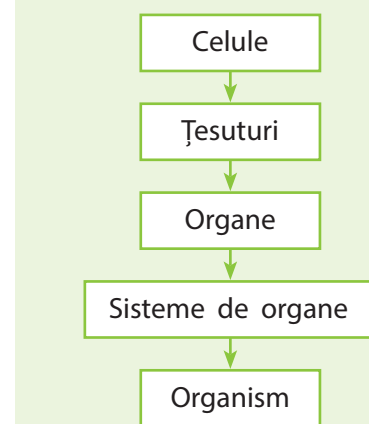 Celule
Țesuturi
Organe
Sisteme de organe
Organism